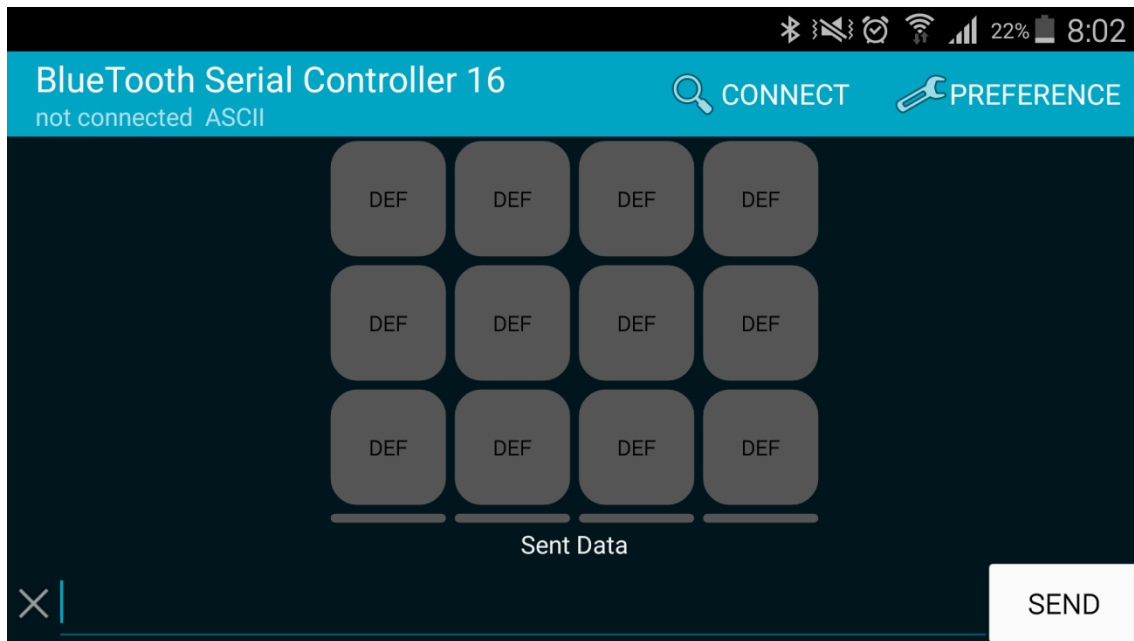 22% 8:02
BlueTooth Serial Controller 16
not connected ASCII
CONNECT
PREFERENCE
DEF DEF DEF DEF
DEF DEF DEF DEF
DEF DEF DEF DEF
Sent Data
SEND